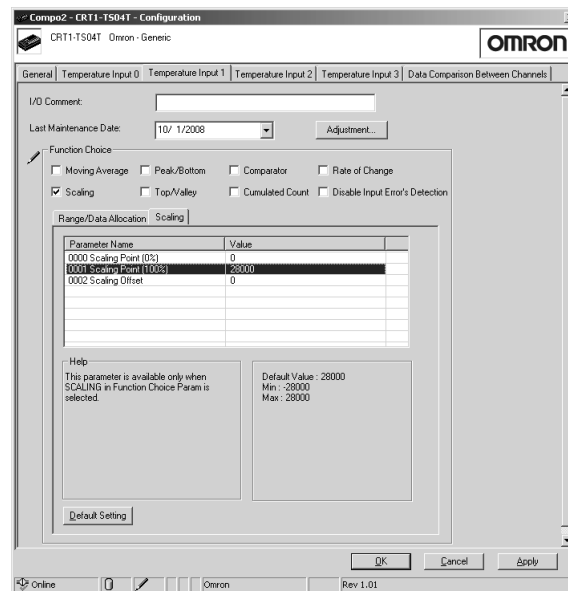 Compo2 - CRT1-TS04T - Configuration
CRT1-TS04T Omron - Generic
OMRON
General Temperature Input 0 Temperature Input 1 Temperature Input 2 Temperature Input 3 Data Comparison Between Channels
I/O Comment:
Last Maintenance Date: 10/ 1/2008 Adjustment...
Function Choice
Moving Average Peak/Bottom Comparator Rate of Change
Scaling Top/Valley Cumulated Count Disable Input Error's Detection
Range/Data Allocation Scaling
Parameter Name Value
0000 Scaling Point (0%) 0
0001 Scaling Point (100%) 28000
0002 Scaling Offset 0
Help
This parameter is available only when
SCALING in Function Choice Param is
selected.
Default Value : 28000
Min : -28000
Max : 28000
Default Setting
OK Cancel Apply
Online Omron Rev 1.01